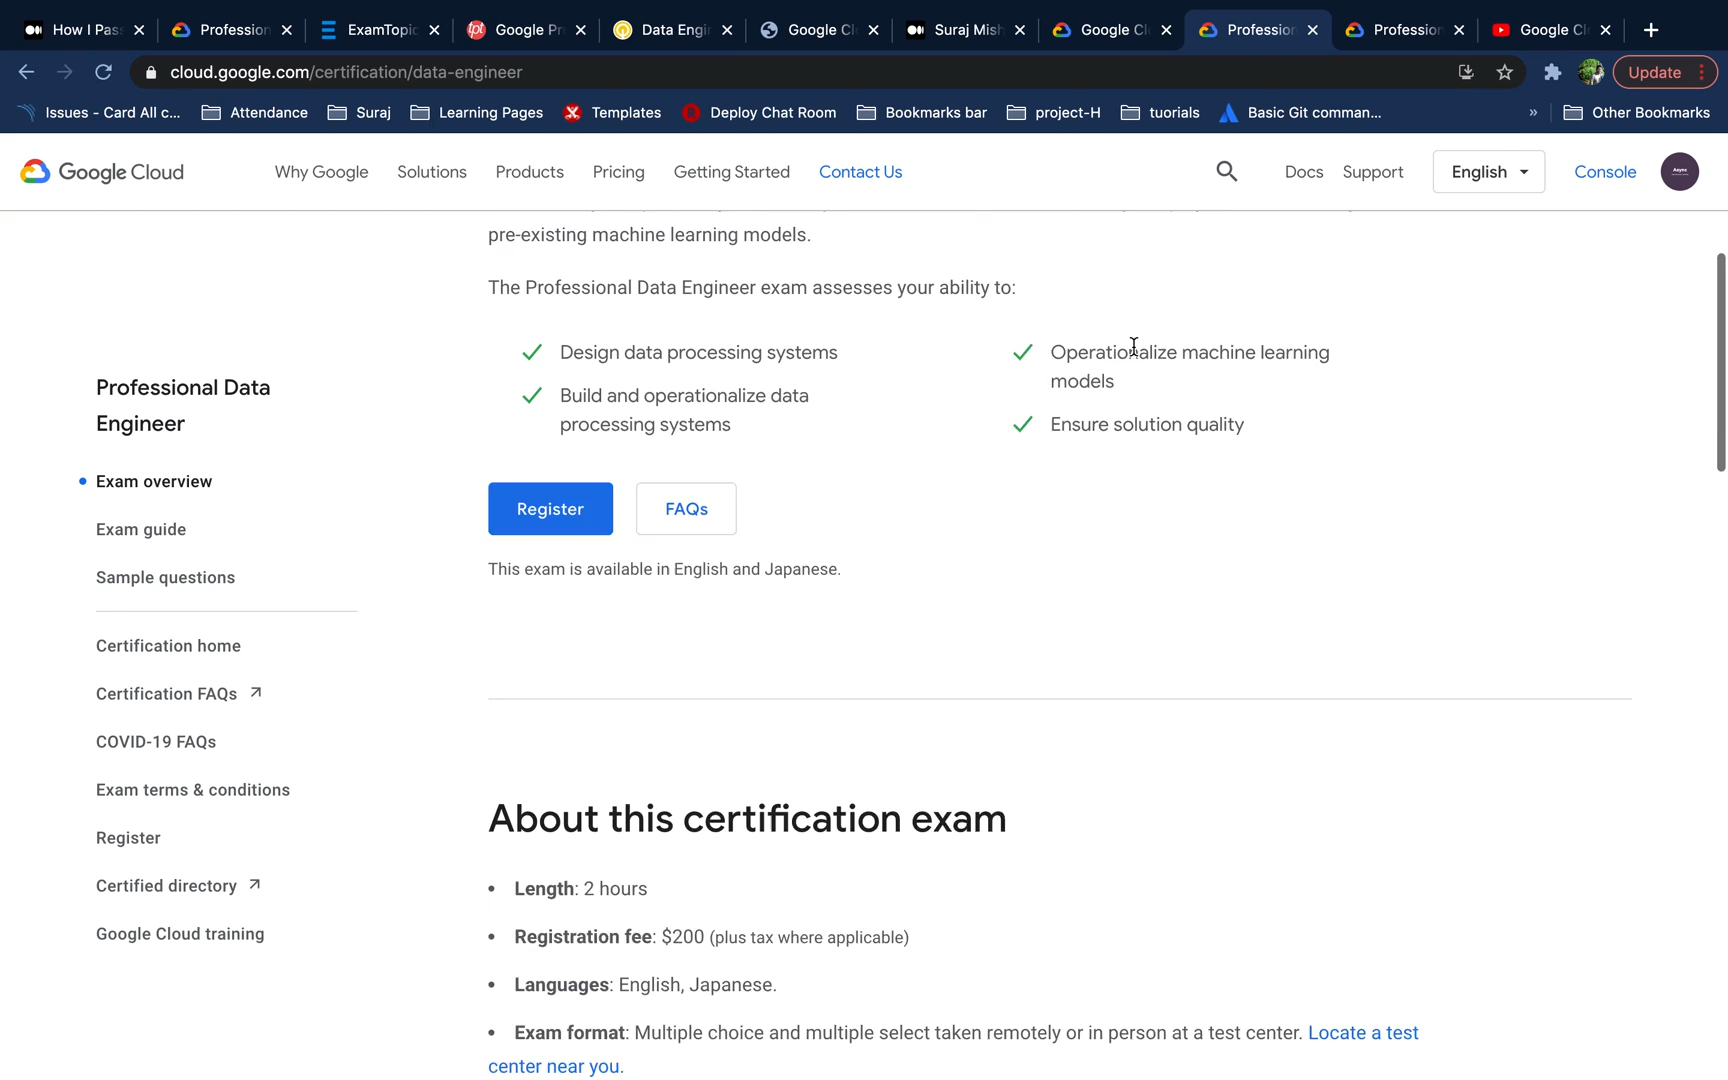 How I Pas
Profession
ExamTopic
Google Pr
Data Engi
Google Cl
Suraj Mish
Google Cl
Profession
Profession
Google Cl
cloud.google.com/certification/data-engineer
Update
Issues - Card All c...
Attendance
Suraj
Learning Pages
Templates
Deploy Chat Room
Bookmarks bar
project-H
tuorials
Basic Git comman...
»
Other Bookmarks
Google Cloud
Why Google
Solutions
Products
Pricing
Getting Started
Contact Us
Docs
Support
English
Console
pre-existing machine learning models.
The Professional Data Engineer exam assesses your ability to:
Design data processing systems
Build and operationalize data
processing systems
Operationalize machine learning
models
Ensure solution quality
Register
FAQs
This exam is available in English and Japanese.
Professional Data
Engineer
Exam overview
Exam guide
Sample questions
Certification home
Certification FAQs
COVID-19 FAQs
Exam terms & conditions
Register
Certified directory
Google Cloud training
About this certification exam
• Length: 2 hours
• Registration fee: $200 (plus tax where applicable)
• Languages: English, Japanese.
• Exam format: Multiple choice and multiple select taken remotely or in person at a test center. Locate a test
center near you.